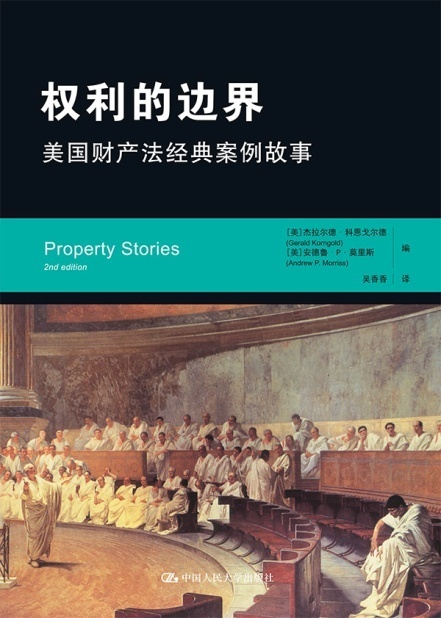 权利的边界
美国财产法经典案例故事
Property Stories
2nd edition
[美]杰拉尔德·科恩戈尔德
(Gerald Korngold)
[美]安德鲁·P·莫里斯
(Andrew P. Morriss)
编
吴香香 译
中国人民大学出版社